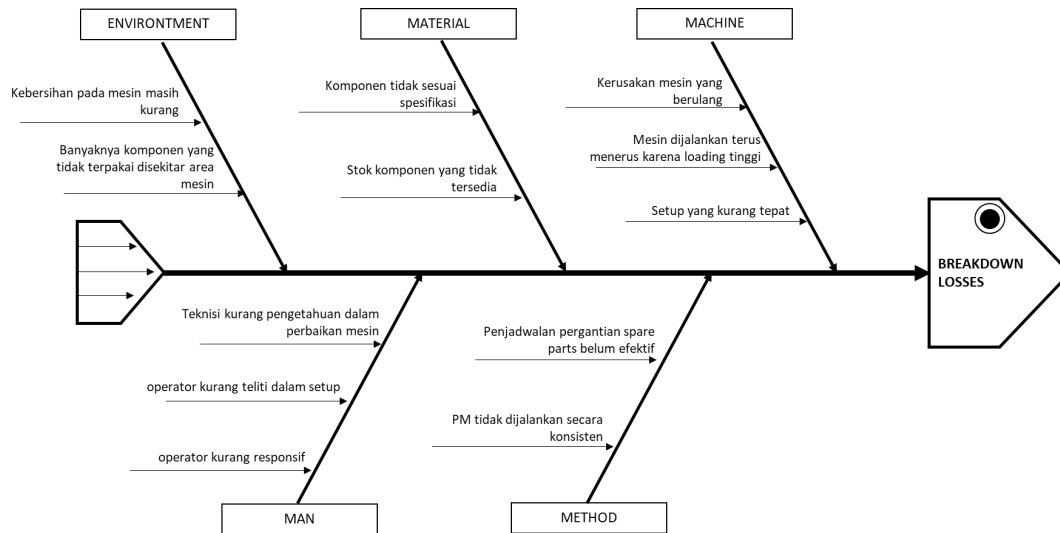 ENVIRONTMENT
MATERIAL
MACHINE
Kebersihan pada mesin masih
kurang
Banyaknya komponen yang
tidak terpakai disekitar area
mesin
Komponen tidak sesuai
spesifikasi
Stok komponen yang tidak
tersedia
Kerusakan mesin yang
berulang
Mesin dijalankan terus
menerus karena loading tinggi
Setup yang kurang tepat
BREAKDOWN
LOSSES
Teknisi kurang pengetahuan dalam
perbaikan mesin
operator kurang teliti dalam setup
operator kurang responsif
Penjadwalan pergantian spare
parts belum efektif
PM tidak dijalankan secara
konsisten
MAN
METHOD